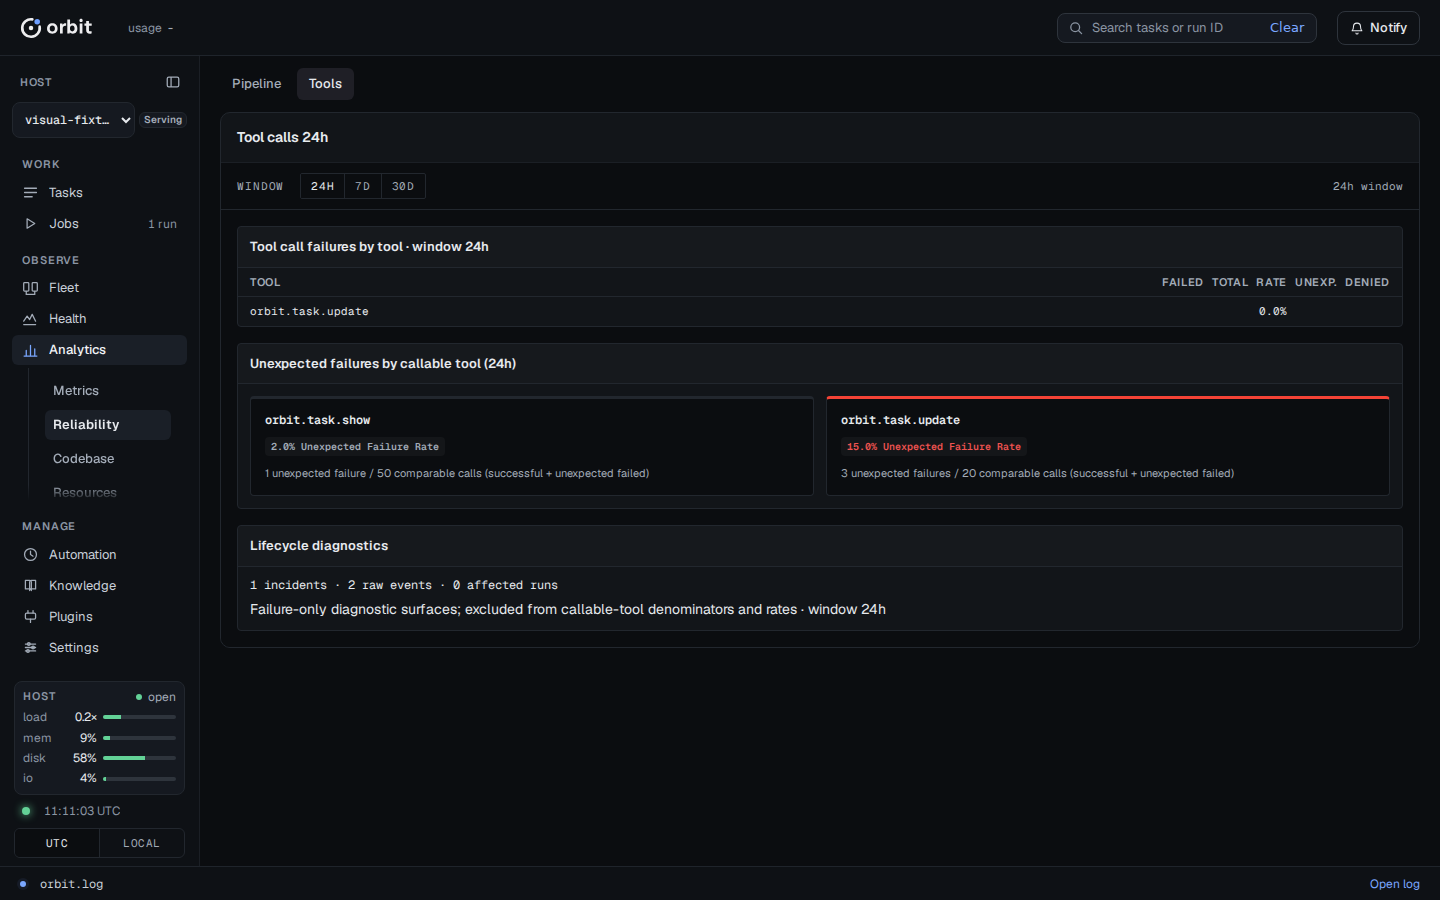 orbit
usage -
Search tasks or run ID
Clear
Notify
HOST
visual-fixt…
Serving
WORK
Tasks
Jobs
1 run
OBSERVE
Fleet
Health
Analytics
Metrics
Reliability
Codebase
Resources
MANAGE
Automation
Knowledge
Plugins
Settings
HOST
open
load 0.2×
mem 9%
disk 58%
io 4%
11:11:03 UTC
UTC
LOCAL
Pipeline
Tools
Tool calls 24h
WINDOW
24H
7D
30D
24h window
Tool call failures by tool · window 24h
TOOL FAILED TOTAL RATE UNEXP. DENIED
orbit.task.update 0.0%
Unexpected failures by callable tool (24h)
orbit.task.show
2.0% Unexpected Failure Rate
1 unexpected failure / 50 comparable calls (successful + unexpected failed)
orbit.task.update
15.0% Unexpected Failure Rate
3 unexpected failures / 20 comparable calls (successful + unexpected failed)
Lifecycle diagnostics
1 incidents · 2 raw events · 0 affected runs
Failure-only diagnostic surfaces; excluded from callable-tool denominators and rates · window 24h
orbit.log
Open log